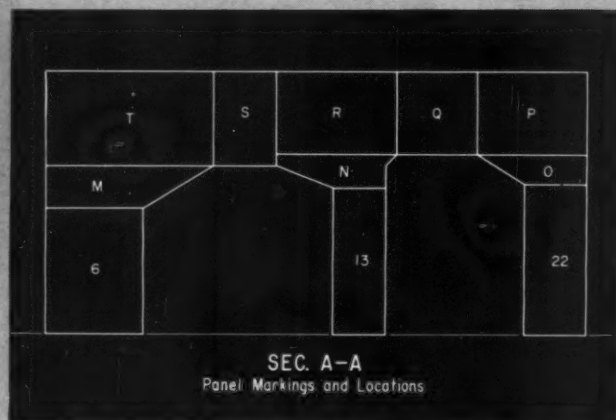 T S R Q P
M N O
6 13 22
SEC. A-A
Panel Markings and Locations